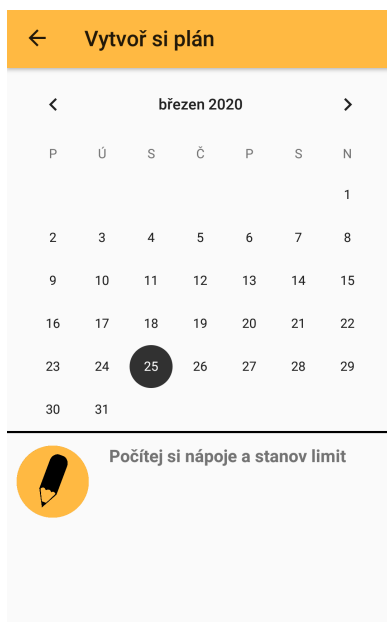 Vytvoř si plán
březen 2020
P Ú S Č P S N
1
2 3 4 5 6 7 8
9 10 11 12 13 14 15
16 17 18 19 20 21 22
23 24 25 26 27 28 29
30 31
Počítej si nápoje a stanov limit